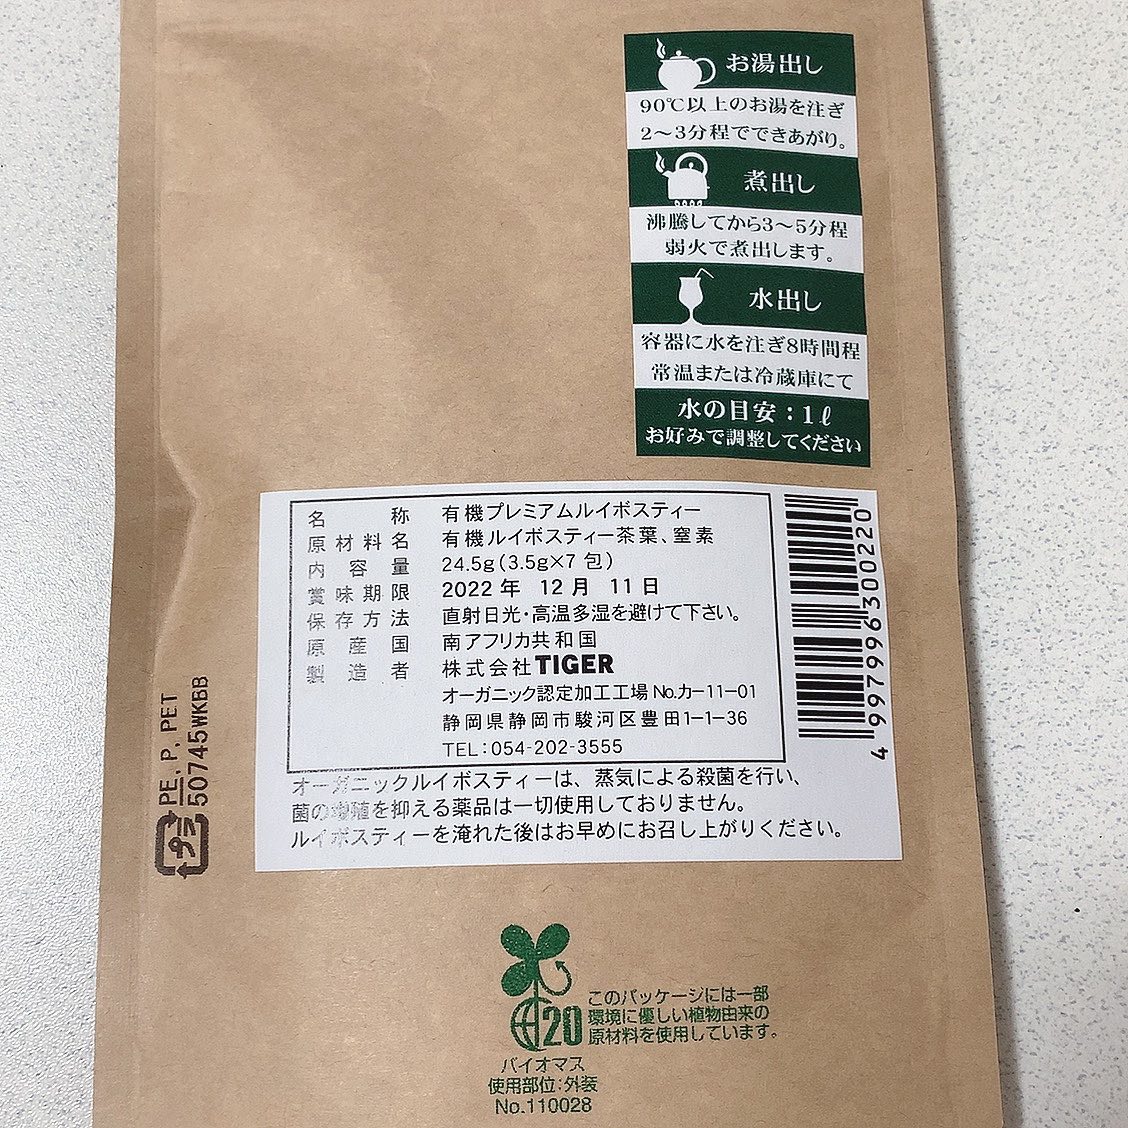 お湯出し
90℃以上のお湯を注ぎ
2〜3分程でできあがり。
煮出し
沸騰してから3〜5分程
弱火で煮出します。
水出し
容器に水を注ぎ8時間程
常温または冷蔵庫にて
水の目安：1ℓ
お好みで調整してください
名称 有機プレミアムルイボスティー
原材料名 有機ルイボスティー茶葉、窒素
内容量 24.5g(3.5g×7包)
賞味期限 2022年 12月 11日
保存方法 直射日光・高温多湿を避けて下さい。
原産国 南アフリカ共和国
製造者 株式会社TIGER
オーガニック認定加工工場 No.カー11-01
静岡県静岡市駿河区豊田1-1-36
TEL：054-202-3555
オーガニックルイボスティーは、蒸気による殺菌を行い、
菌の増殖を抑える薬品は一切使用しておりません。
ルイボスティーを淹れた後はお早めにお召し上がりください。
4997996300220
プラ
PE, P, PET
50745WKBB
20
このパッケージには一部
環境に優しい植物由来の
原材料を使用しています。
バイオマス
使用部位：外装
No.110028